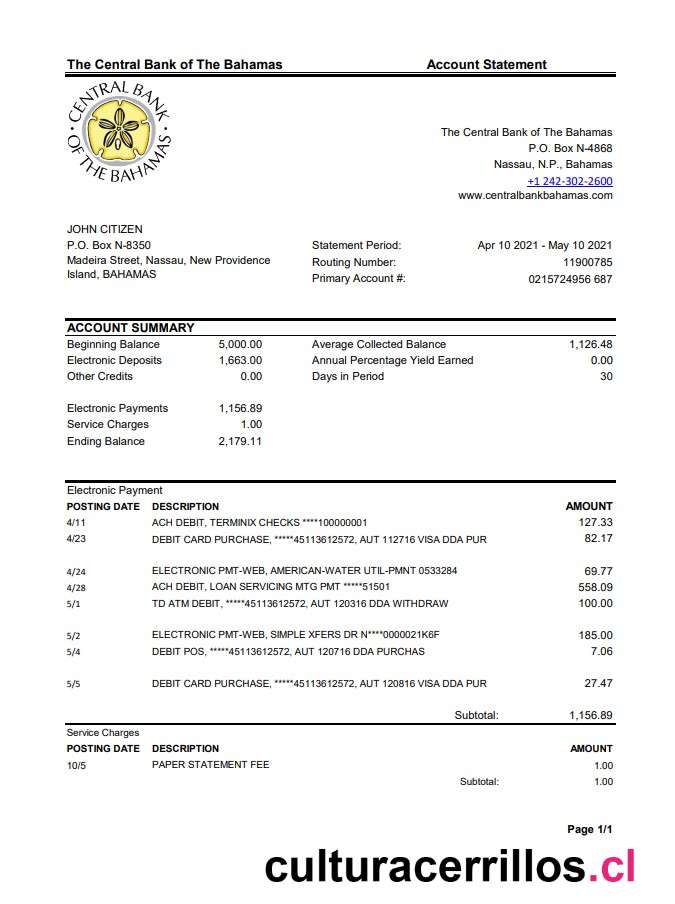 The Central Bank of The Bahamas Account Statement
CENTRAL BANK
OF THE BAHAMAS
The Central Bank of The Bahamas
P.O. Box N-4868
Nassau, N.P., Bahamas
+1 242-302-2600
www.centralbankbahamas.com
JOHN CITIZEN
P.O. Box N-8350 Statement Period: Apr 10 2021 - May 10 2021
Madeira Street, Nassau, New Providence Routing Number: 11900785
Island, BAHAMAS Primary Account #: 0215724956 687
ACCOUNT SUMMARY
Beginning Balance 5,000.00 Average Collected Balance 1,126.48
Electronic Deposits 1,663.00 Annual Percentage Yield Earned 0.00
Other Credits 0.00 Days in Period 30
Electronic Payments 1,156.89
Service Charges 1.00
Ending Balance 2,179.11
Electronic Payment
POSTING DATE DESCRIPTION AMOUNT
4/11 ACH DEBIT, TERMINIX CHECKS ****100000001 127.33
4/23 DEBIT CARD PURCHASE, *****45113612572, AUT 112716 VISA DDA PUR 82.17
4/24 ELECTRONIC PMT-WEB, AMERICAN-WATER UTIL-PMNT 0533284 69.77
4/28 ACH DEBIT, LOAN SERVICING MTG PMT *****51501 558.09
5/1 TD ATM DEBIT, *****45113612572, AUT 120316 DDA WITHDRAW 100.00
5/2 ELECTRONIC PMT-WEB, SIMPLE XFERS DR N****0000021K6F 185.00
5/4 DEBIT POS, *****45113612572, AUT 120716 DDA PURCHAS 7.06
5/5 DEBIT CARD PURCHASE, *****45113612572, AUT 120816 VISA DDA PUR 27.47
Subtotal: 1,156.89
Service Charges
POSTING DATE DESCRIPTION AMOUNT
10/5 PAPER STATEMENT FEE 1.00
Subtotal: 1.00
Page 1/1
culturacerrillos.cl